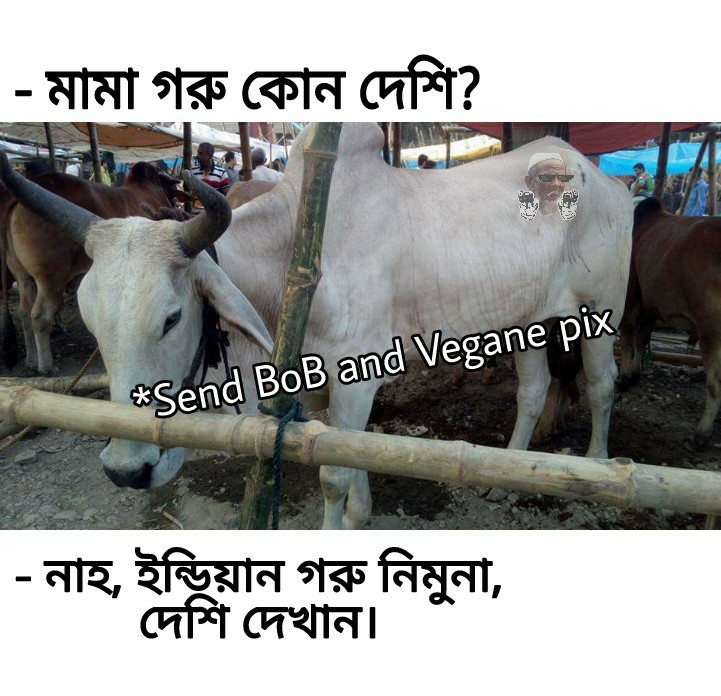 - মামা গরু কোন দেশি?
*Send BoB and Vegane pix
- নাহ, ইন্ডিয়ান গরু নিমুনা,
দেশি দেখান।